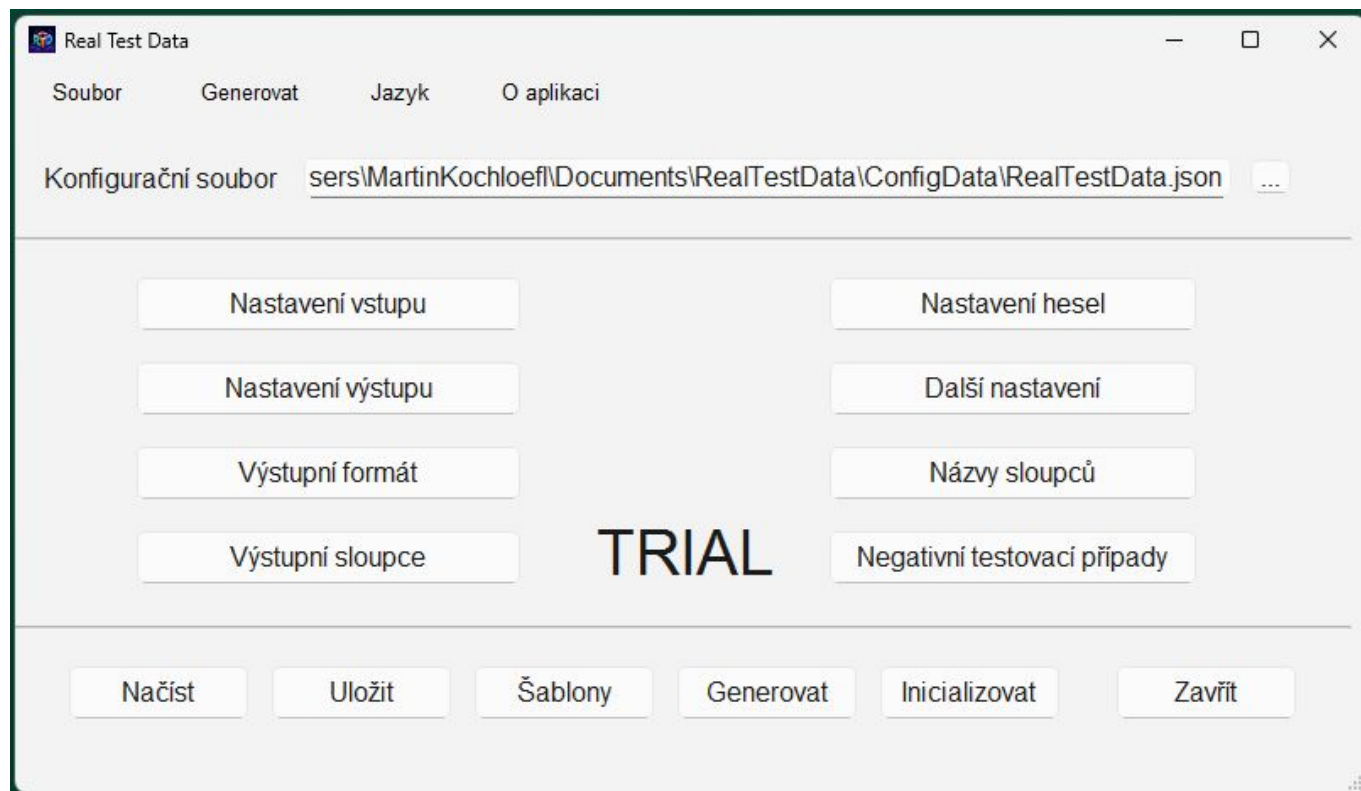 Real Test Data
Soubor Generovat Jazyk O aplikaci
Konfigurační soubor sers\MartinKochloefl\Documents\RealTestData\ConfigData\RealTestData.json ...
Nastavení vstupu Nastavení hesel
Nastavení výstupu Další nastavení
Výstupní formát Názvy sloupců
Výstupní sloupce TRIAL Negativní testovací případy
Načíst Uložit Šablony Generovat Inicializovat Zavřít